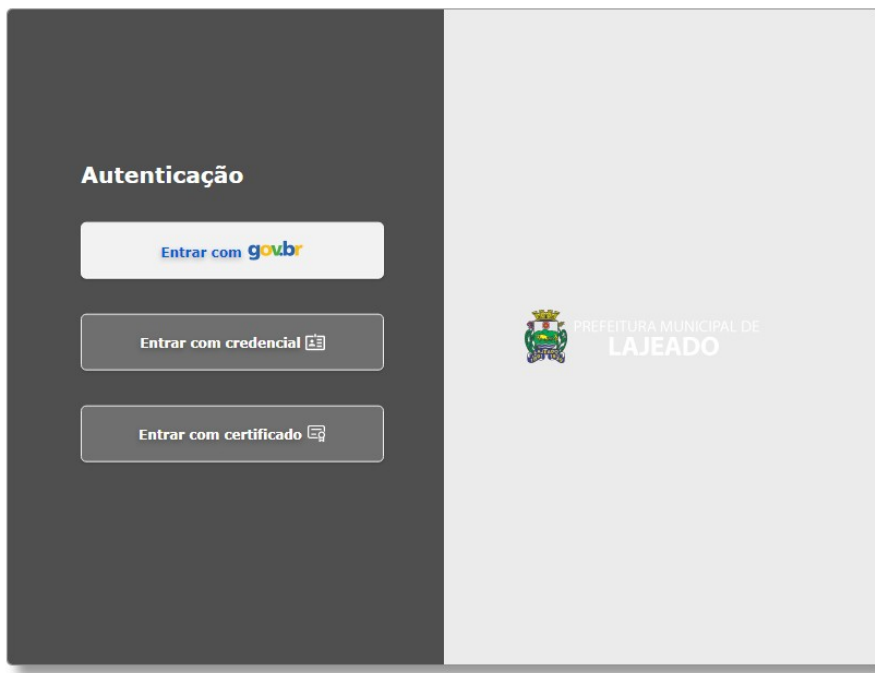 Autenticação
Entrar com gov.br
Entrar com credencial
Entrar com certificado
PREFEITURA MUNICIPAL DE
LAJEADO